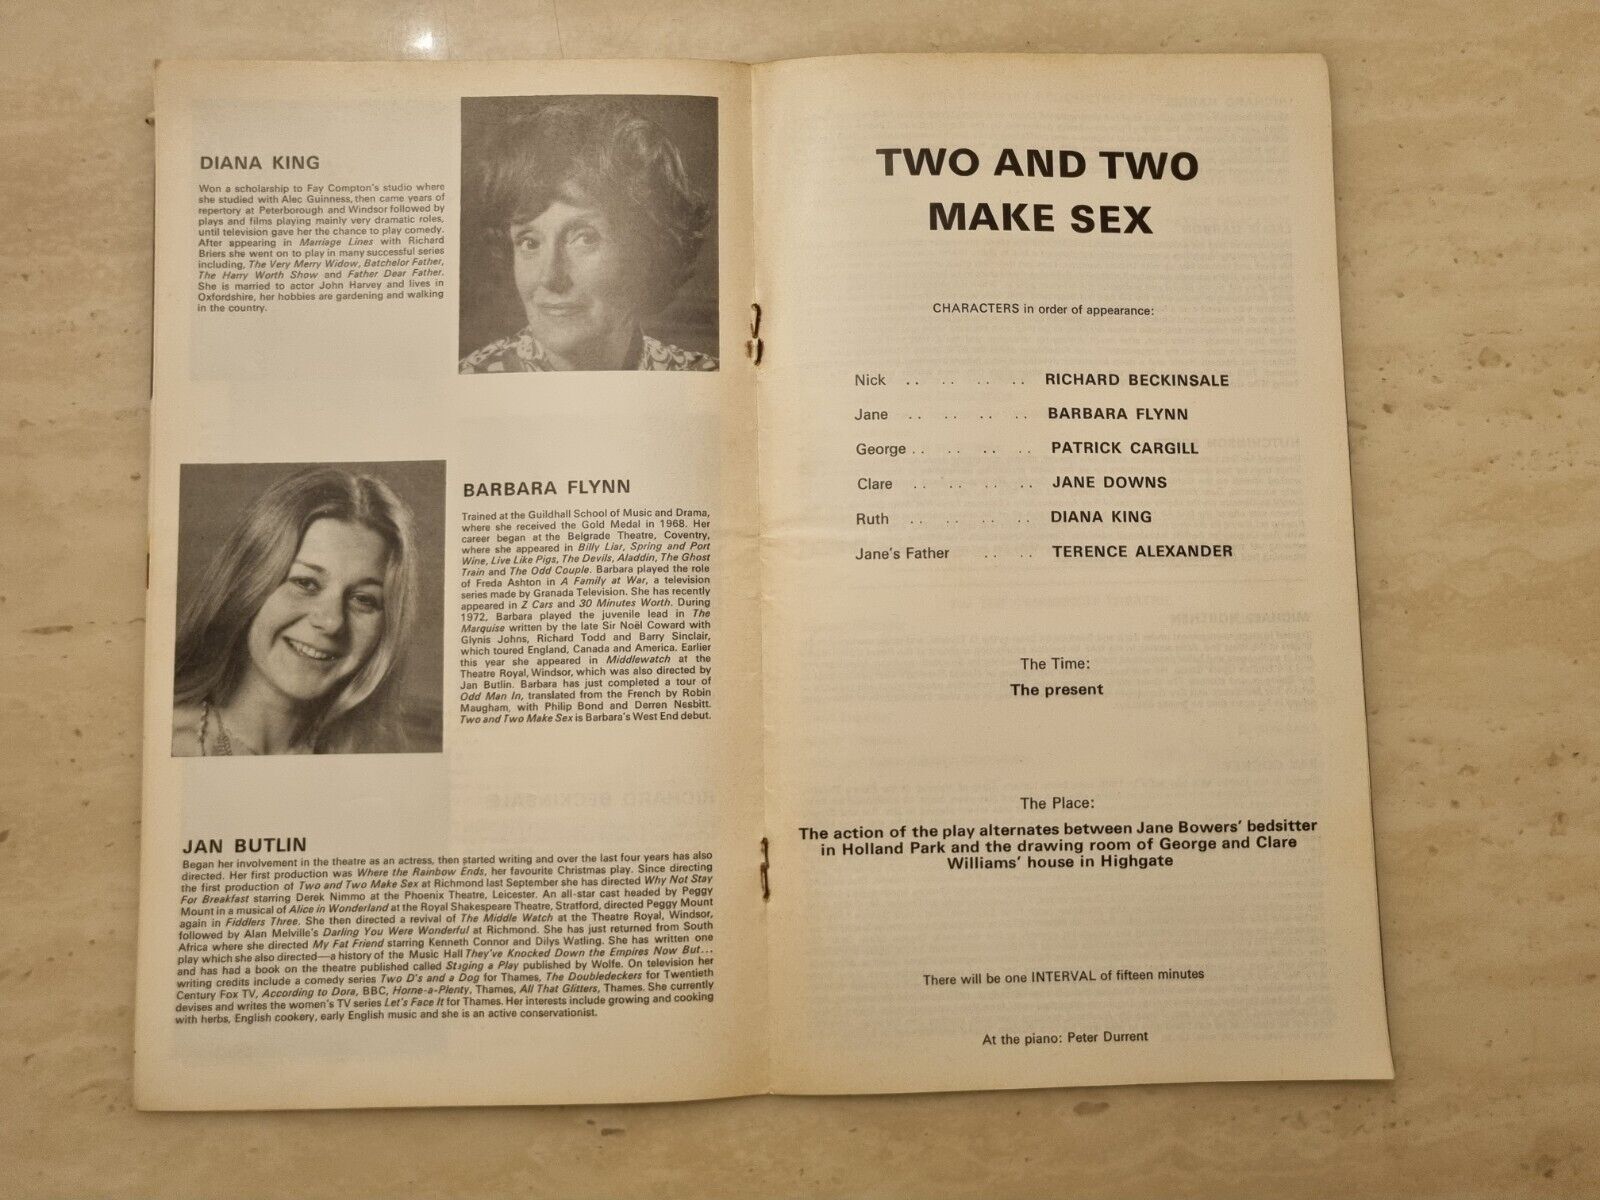 DIANA KING
Won a scholarship to Fay Compton's studio where
she studied with Alec Guinness, then came years of
repertory at Peterborough and Windsor followed by
plays and films playing mainly very dramatic roles,
until television gave her the chance to play comedy.
After appearing in Marriage Lines with Richard
Briers she went on to play in many successful series
including, The Very Merry Widow, Batchelor Father,
The Harry Worth Show and Father Dear Father.
She is married to actor John Harvey and lives in
Oxfordshire, her hobbies are gardening and walking
in the country.
BARBARA FLYNN
Trained at the Guildhall School of Music and Drama,
where she received the Gold Medal in 1968. Her
career began at the Belgrade Theatre, Coventry,
where she appeared in Billy Liar, Spring and Port
Wine, Live Like Pigs, The Devils, Aladdin, The Ghost
Train and The Odd Couple. Barbara played the role
of Freda Ashton in A Family at War, a television
series made by Granada Television. She has recently
appeared in Z Cars and 30 Minutes Worth. During
1972, Barbara played the juvenile lead in The
Marquise written by the late Sir Noël Coward with
Glynis Johns, Richard Todd and Barry Sinclair,
which toured England, Canada and America. Earlier
this year she appeared in Middlewatch at the
Theatre Royal, Windsor, which was also directed by
Jan Butlin. Barbara has just completed a tour of
Odd Man In, translated from the French by Robin
Maugham, with Philip Bond and Derren Nesbitt.
Two and Two Make Sex is Barbara's West End debut.
JAN BUTLIN
Began her involvement in the theatre as an actress, then started writing and over the last four years has also
directed. Her first production was Where the Rainbow Ends, her favourite Christmas play. Since directing
the first production of Two and Two Make Sex at Richmond last September she has directed Why Not Stay
For Breakfast starring Derek Nimmo at the Phoenix Theatre, Leicester. An all-star cast headed by Peggy
Mount in a musical of Alice in Wonderland at the Royal Shakespeare Theatre, Stratford, directed Peggy Mount
again in Fiddlers Three. She then directed a revival of The Middle Watch at the Theatre Royal, Windsor,
followed by Alan Melville's Darling You Were Wonderful at Richmond. She has just returned from South
Africa where she directed My Fat Friend starring Kenneth Connor and Dilys Watling. She has written one
play which she also directed—a history of the Music Hall They've Knocked Down the Empires Now But...
and has had a book on the theatre published called Staging a Play published by Wolfe. On television her
writing credits include a comedy series Two D's and a Dog for Thames, The Doubledeckers for Twentieth
Century Fox TV, According to Dora, BBC, Horne-a-Plenty, Thames, All That Glitters, Thames. She currently
devises and writes the women's TV series Let's Face It for Thames. Her interests include growing and cooking
with herbs, English cookery, early English music and she is an active conservationist.
TWO AND TWO
MAKE SEX
CHARACTERS in order of appearance:
Nick .. .. .. .. RICHARD BECKINSALE
Jane .. .. .. .. BARBARA FLYNN
George .. .. .. .. PATRICK CARGILL
Clare .. .. .. .. JANE DOWNS
Ruth .. .. .. .. DIANA KING
Jane's Father .. .. TERENCE ALEXANDER
The Time:
The present
The Place:
The action of the play alternates between Jane Bowers' bedsitter
in Holland Park and the drawing room of George and Clare
Williams' house in Highgate
There will be one INTERVAL of fifteen minutes
At the piano: Peter Durrent